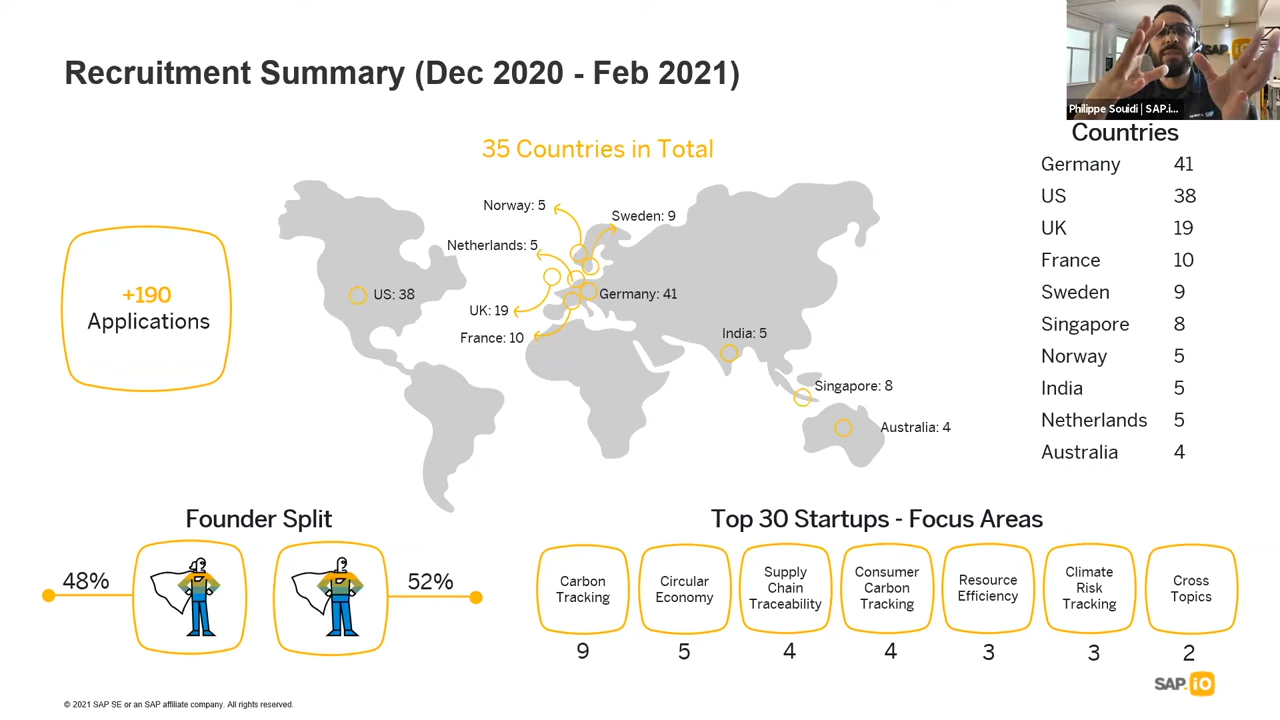 Recruitment Summary (Dec 2020 - Feb 2021)
SAP iO
Philippe Souidi | SAP.i...
35 Countries in Total
+190
Applications
Norway: 5
Sweden: 9
Netherlands: 5
US: 38
Germany: 41
UK: 19
France: 10
India: 5
Singapore: 8
Australia: 4
Countries
Germany 41
US 38
UK 19
France 10
Sweden 9
Singapore 8
Norway 5
India 5
Netherlands 5
Australia 4
Founder Split
48%
52%
Top 30 Startups - Focus Areas
Carbon
Tracking
9
Circular
Economy
5
Supply
Chain
Traceability
4
Consumer
Carbon
Tracking
4
Resource
Efficiency
3
Climate
Risk
Tracking
3
Cross
Topics
2
SAP.iO
© 2021 SAP SE or an SAP affiliate company. All rights reserved.